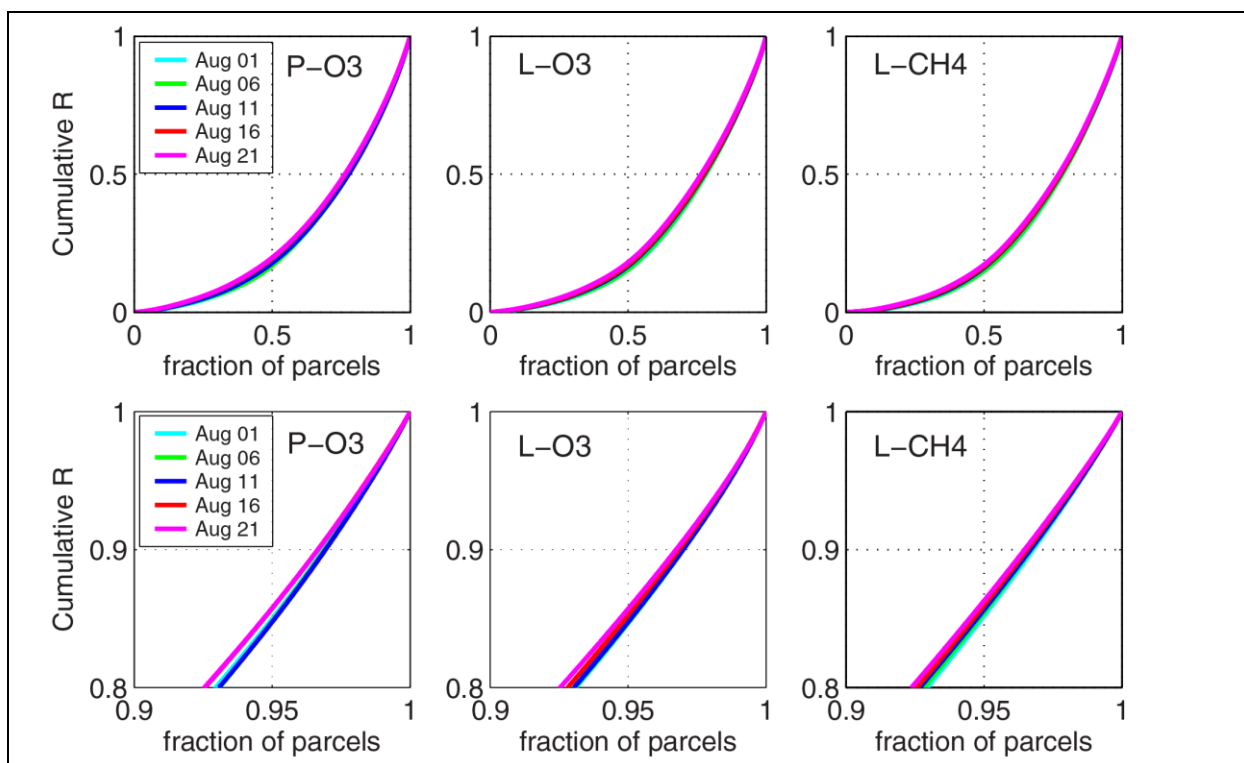 Cumulative R
1
0.5
0
Aug 01
Aug 06
Aug 11
Aug 16
Aug 21
P−O3
0
0.5
1
fraction of parcels
1
0.5
0
L−O3
0
0.5
1
fraction of parcels
1
0.5
0
L−CH4
0
0.5
1
fraction of parcels
Cumulative R
1
0.9
0.8
Aug 01
Aug 06
Aug 11
Aug 16
Aug 21
P−O3
0.9
0.95
1
fraction of parcels
1
0.9
0.8
L−O3
0.9
0.95
1
fraction of parcels
1
0.9
0.8
L−CH4
0.9
0.95
1
fraction of parcels